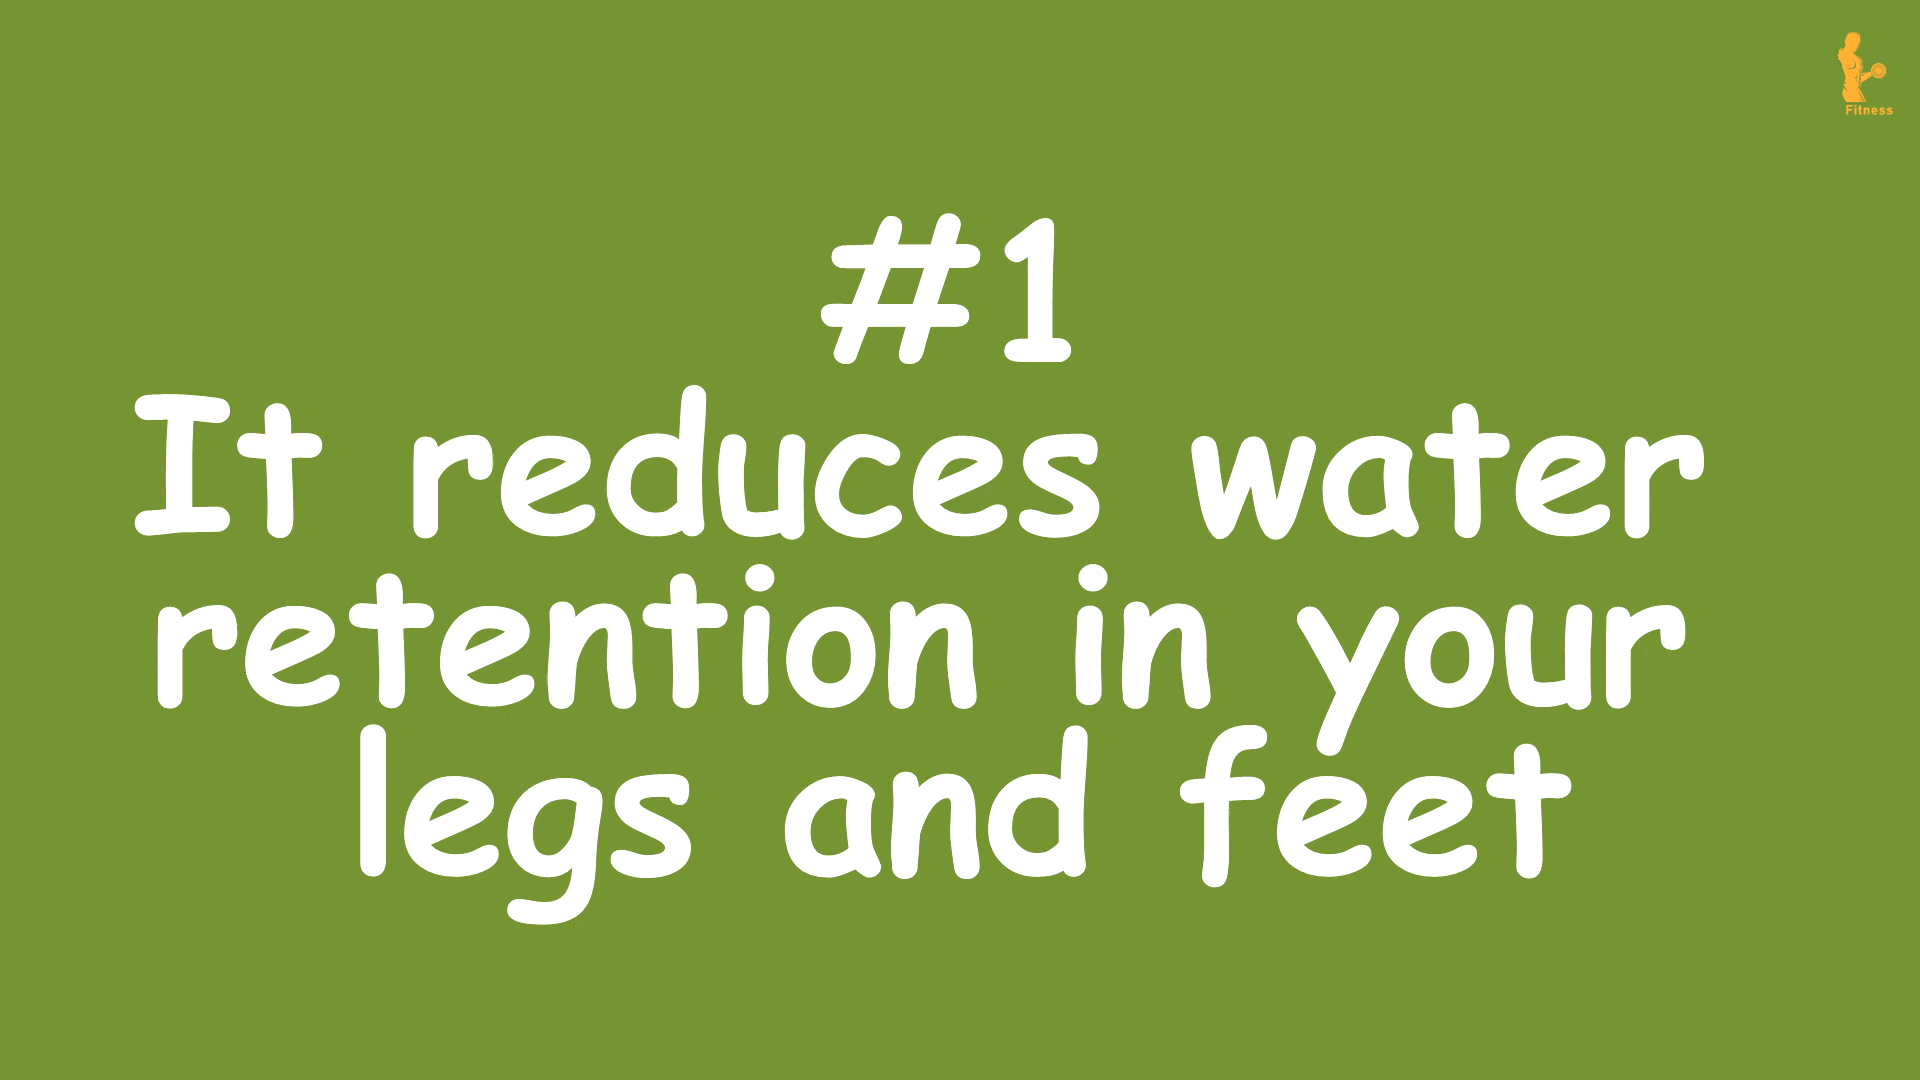 Fitness
#1
It reduces water
retention in your
legs and feet